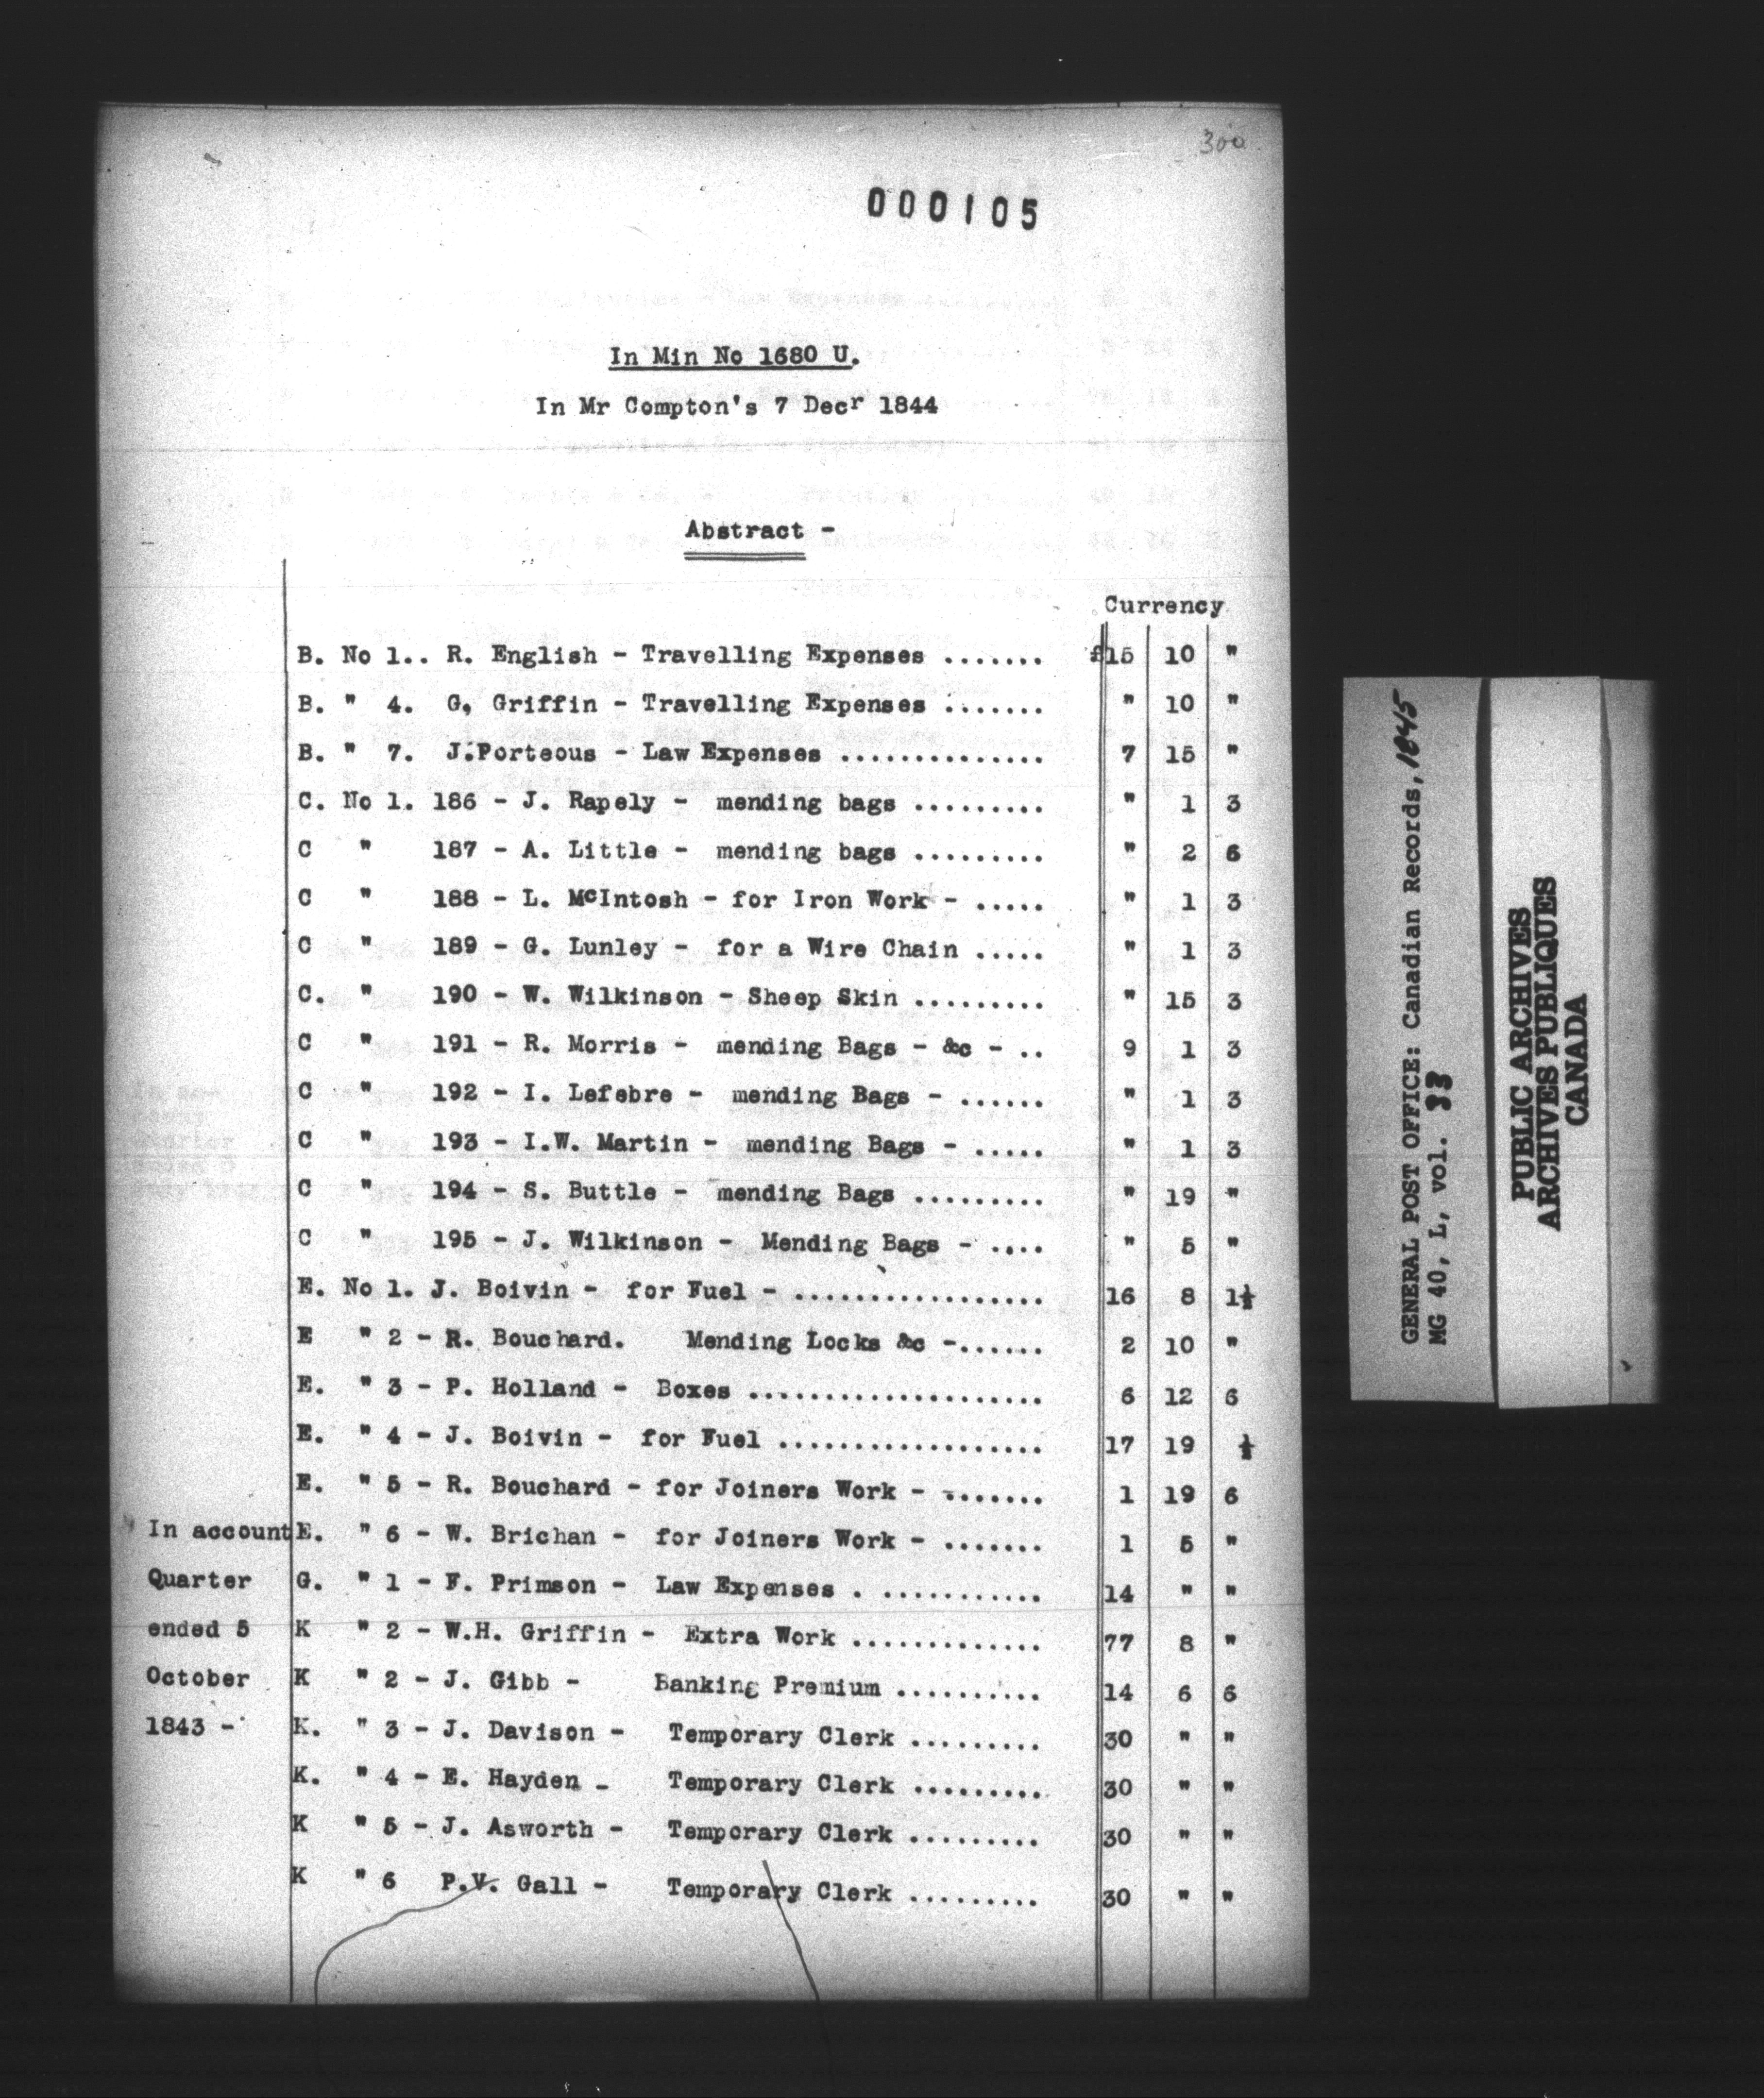 300
000105
In Min No 1680 U.
In Mr Compton's 7 Decr 1844
Abstract -
Currency
B. No 1.. R. English - Travelling Expenses ....... £15 10 "
B. " 4. G. Griffin - Travelling Expenses ....... " 10 "
B. " 7. J.Porteous - Law Expenses .............. 7 15 "
C. No 1. 186 - J. Rapely - mending bags ......... " 1 3
C " 187 - A. Little - mending bags ......... " 2 6
C " 188 - L. McIntosh - for Iron Work - ..... " 1 3
C " 189 - G. Lunley - for a Wire Chain ..... " 1 3
C. " 190 - W. Wilkinson - Sheep Skin ......... " 15 3
C " 191 - R. Morris - mending Bags - &c - .. 9 1 3
C " 192 - I. Lefebre - mending Bags - ...... " 1 3
C " 193 - I.W. Martin - mending Bags - ..... " 1 3
C " 194 - S. Buttle - mending Bags ......... " 19 "
C " 195 - J. Wilkinson - Mending Bags - .... " 5 "
E. No 1. J. Boivin - for Fuel - ................. 16 8 1½
E " 2 - R. Bouchard. Mending Locks &c -...... 2 10 "
E. " 3 - P. Holland - Boxes .................... 6 12 6
E. " 4 - J. Boivin - for Fuel .................. 17 19 ½
E. " 5 - R. Bouchard - for Joiners Work - ....... 1 19 6
In account E. " 6 - W. Brichan - for Joiners Work - ....... 1 5 "
Quarter G. " 1 - F. Primson - Law Expenses . ........... 14 " "
ended 5 K " 2 - W.H. Griffin - Extra Work ............. 77 8 "
October K " 2 - J. Gibb - Banking Premium .......... 14 6 6
1843 - K. " 3 - J. Davison - Temporary Clerk ......... 30 " "
K. " 4 - E. Hayden - Temporary Clerk ......... 30 " "
K " 5 - J. Asworth - Temporary Clerk ......... 30 " "
K " 6 P.V. Gall - Temporary Clerk ......... 30 " "
GENERAL POST OFFICE: Canadian Records, 1845
MG 40, L, vol. 33
PUBLIC ARCHIVES
ARCHIVES PUBLIQUES
CANADA